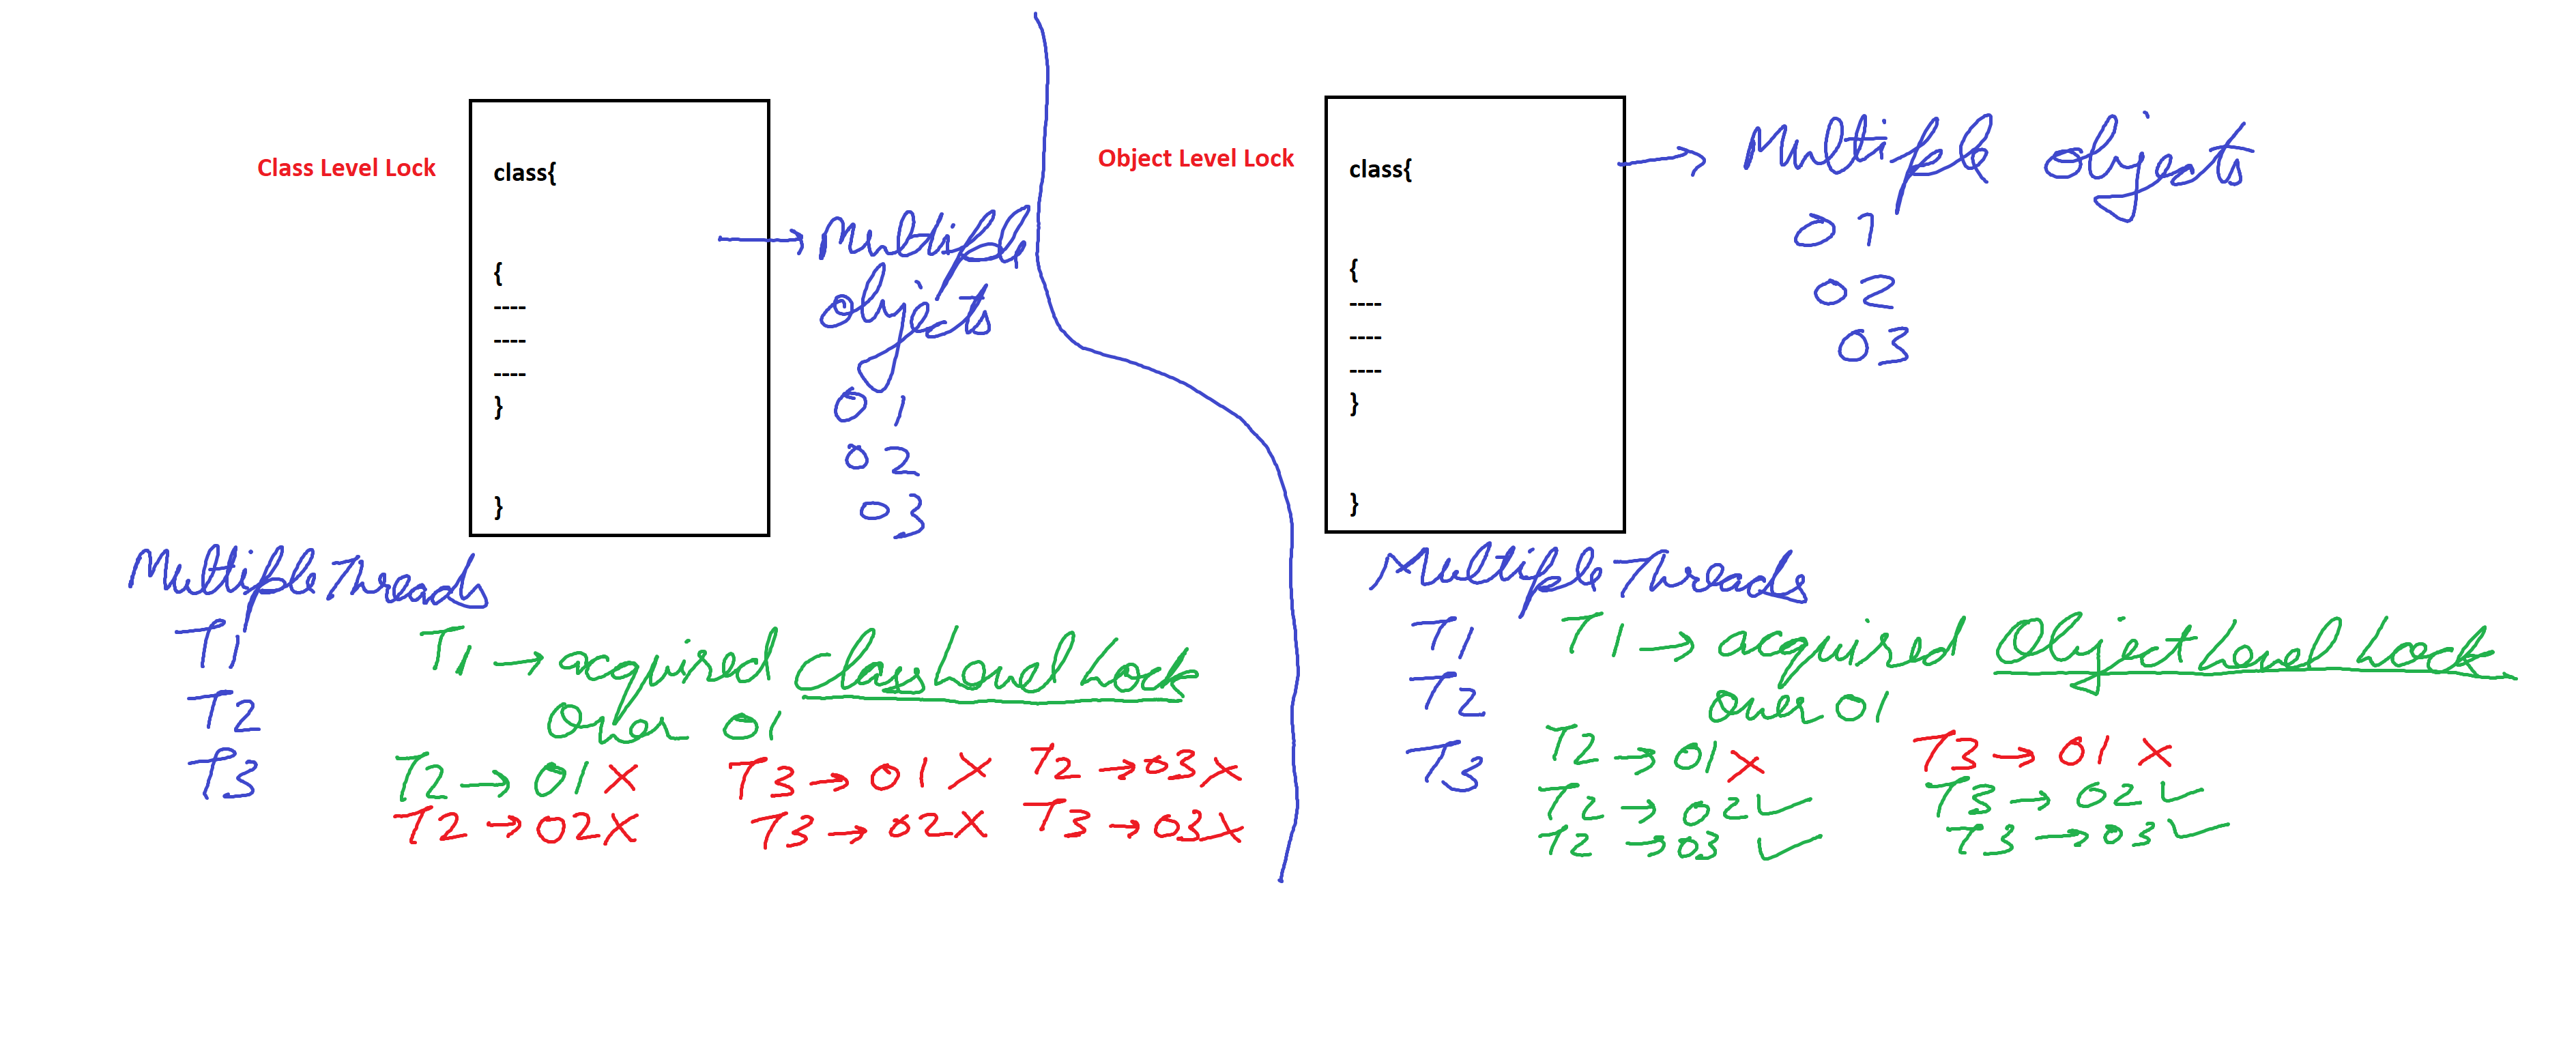 Class Level Lock
class{
{
----
----
----
}
}
Multiple
objects
O1
O2
O3
Multiple Threads
T1
T2
T3
T1 → acquired Class Level Lock
over O1
T2 → O1 X
T3 → O1 X
T2 → O3 X
T2 → O2 X
T3 → O2 X
T3 → O3 X
Object Level Lock
class{
{
----
----
----
}
}
Multiple objects
O1
O2
O3
Multiple Threads
T1
T2
T3
T1 → acquired Object Level Lock
over O1
T2 → O1 X
T3 → O1 X
T2 → O2 ✓
T3 → O2 ✓
T2 → O3 ✓
T3 → O3 ✓